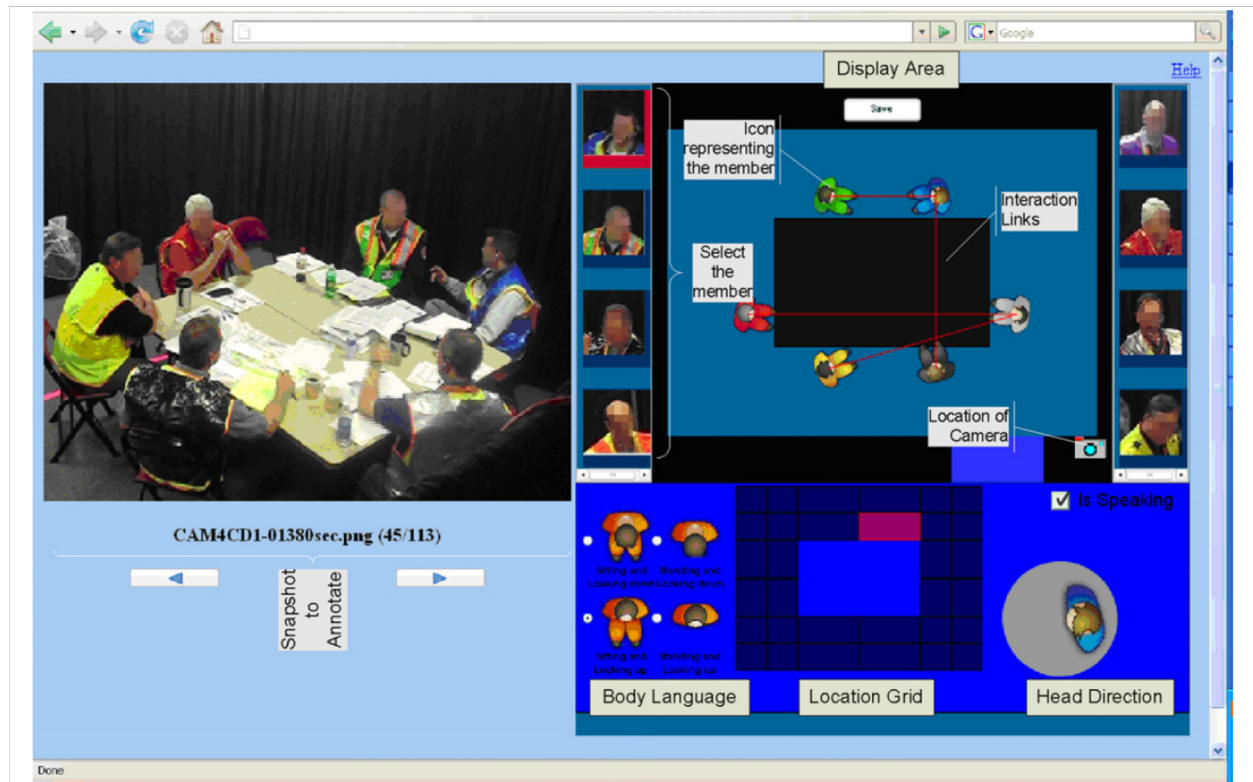 Google
Display Area
Help
Save
Icon
representing
the member
Interaction
Links
Select
the
member
Location of
Camera
CAM4CD1-01380sec.png (45/113)
Snapshot
to
Annotate
Is Speaking
Sitting and
Looking down
Standing and
Looking down
Sitting and
Looking up
Standing and
Looking up
Body Language
Location Grid
Head Direction
Done